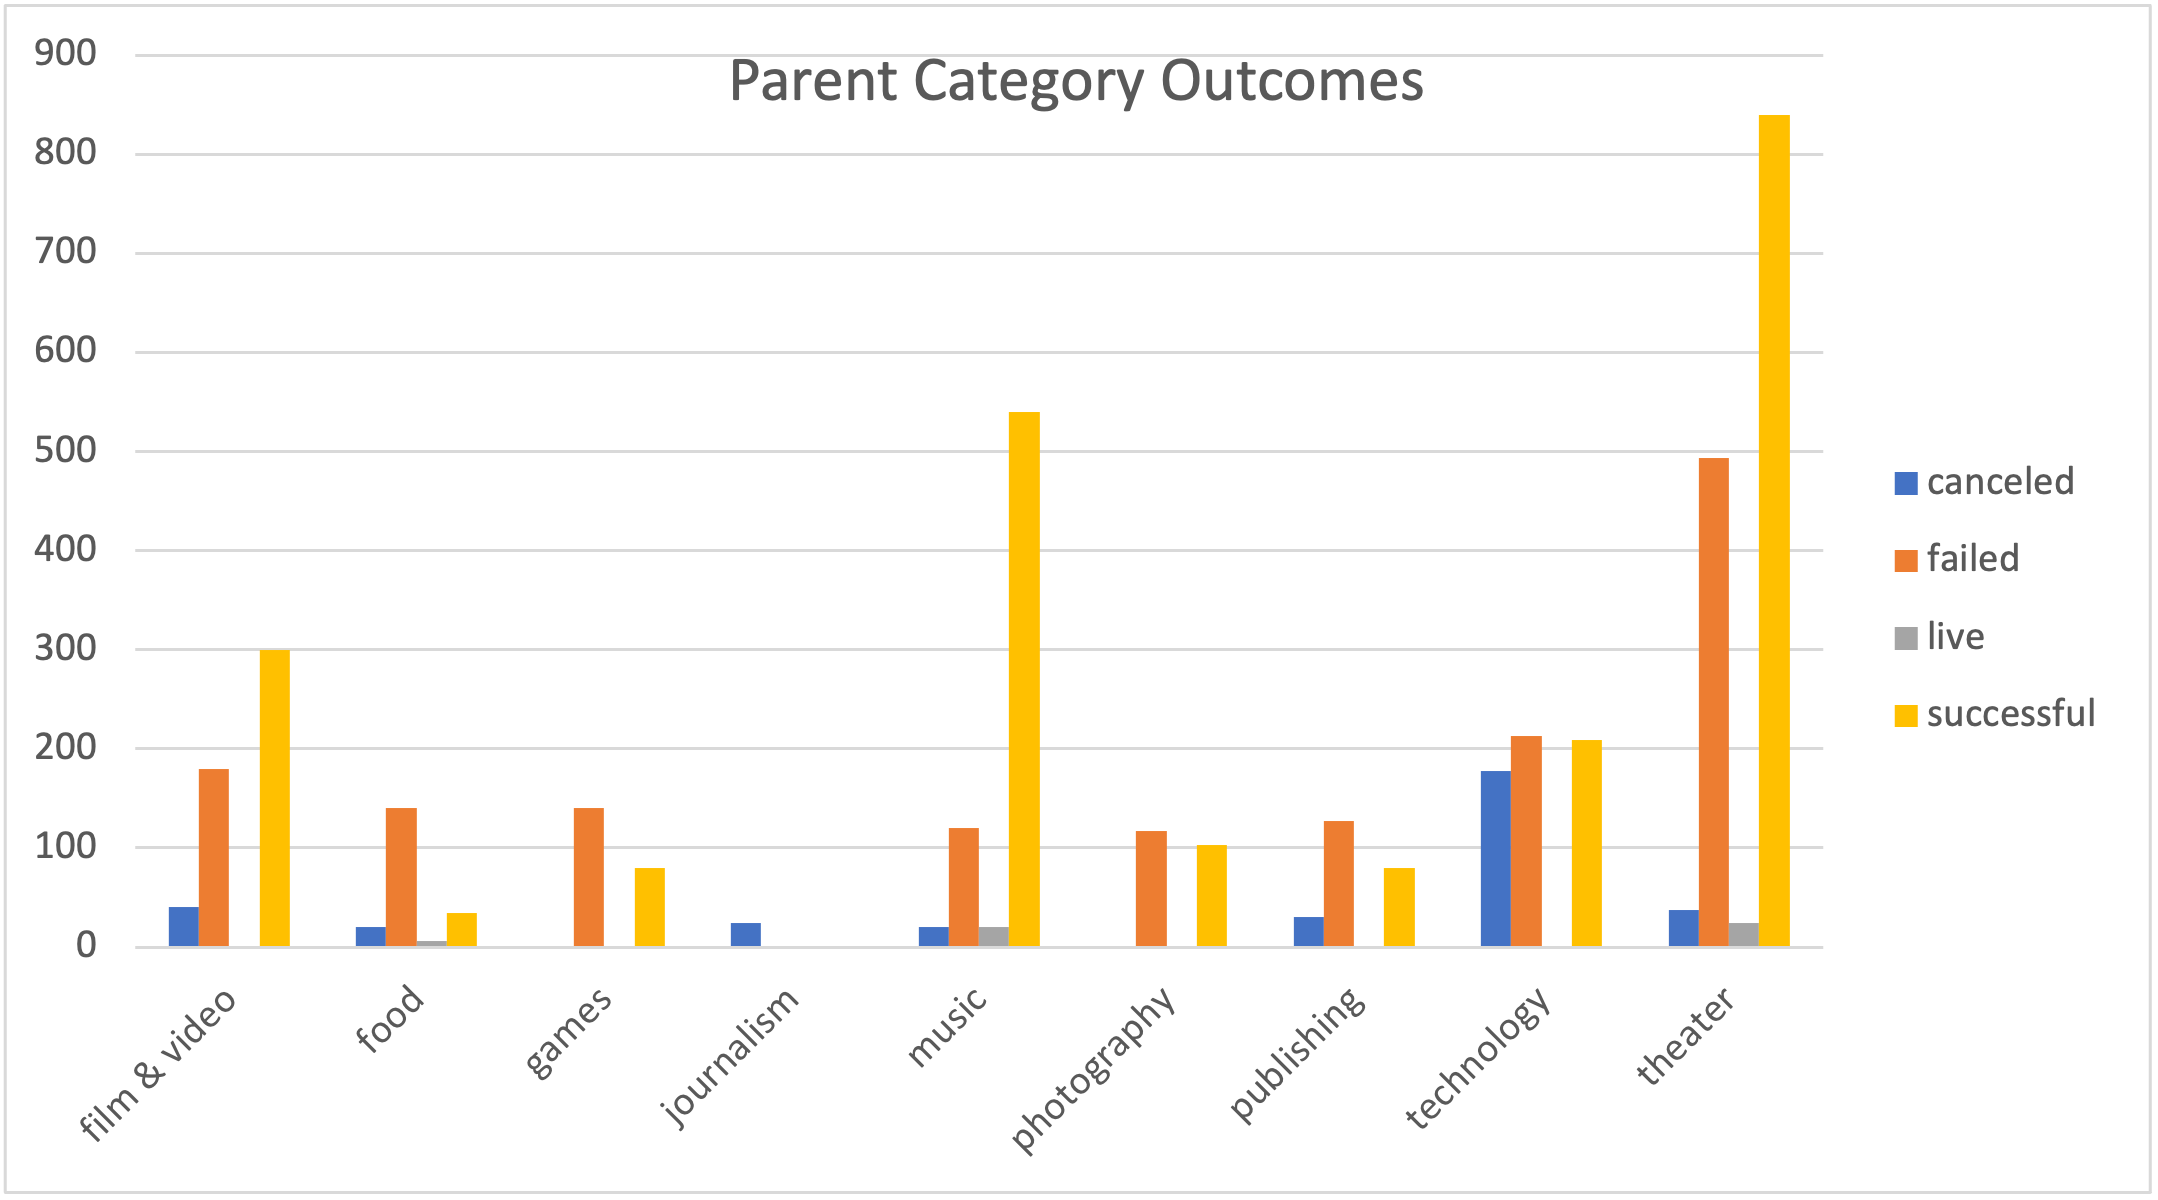 Parent Category Outcomes
900
800
700
600
500
400
300
200
100
0
film & video
food
games
journalism
music
photography
publishing
technology
theater
canceled
failed
live
successful